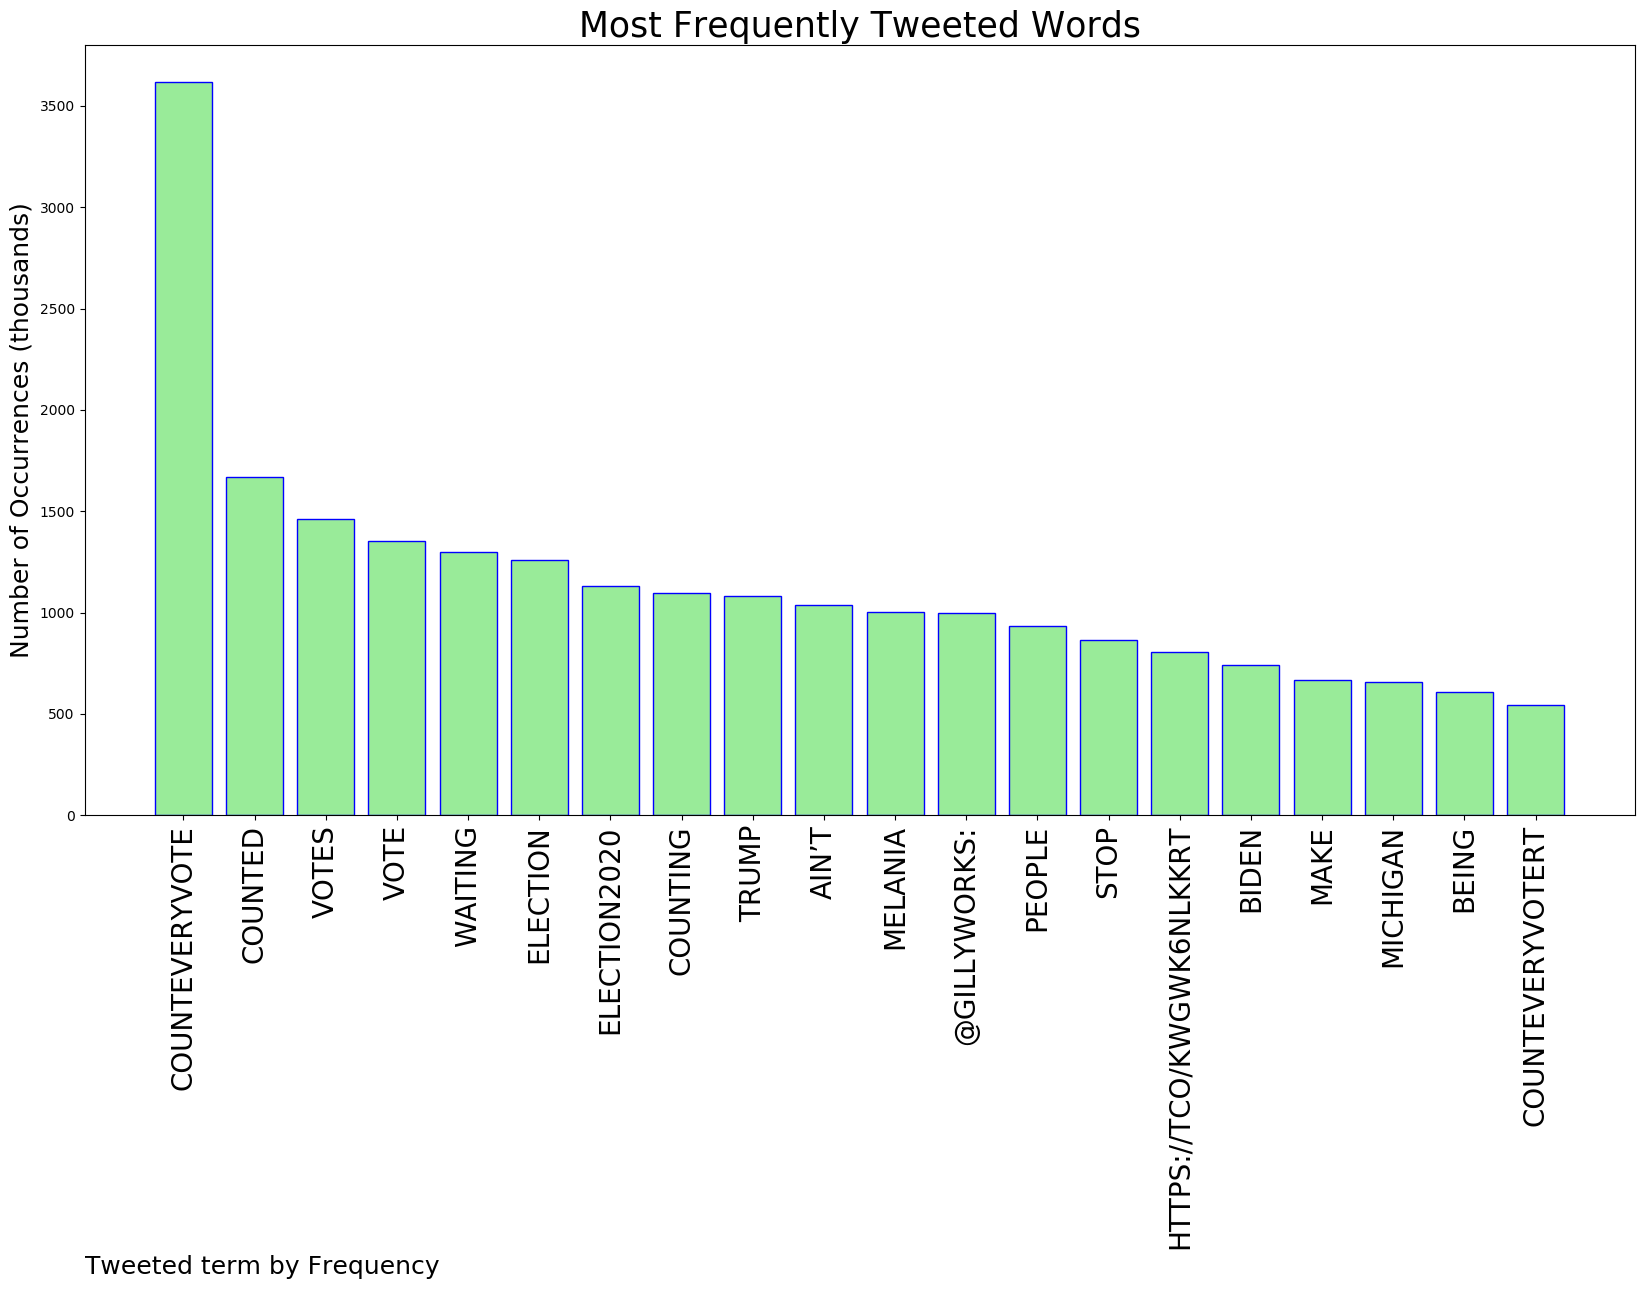 Most Frequently Tweeted Words
Number of Occurrences (thousands)
3500
3000
2500
2000
1500
1000
500
0
COUNTEVERYVOTE
COUNTED
VOTES
VOTE
WAITING
ELECTION
ELECTION2020
COUNTING
TRUMP
AIN’T
MELANIA
@GILLYWORKS:
PEOPLE
STOP
HTTPS://TCO/KWGWK6NLKKRT
BIDEN
MAKE
MICHIGAN
BEING
COUNTEVERYVOTERT
Tweeted term by Frequency